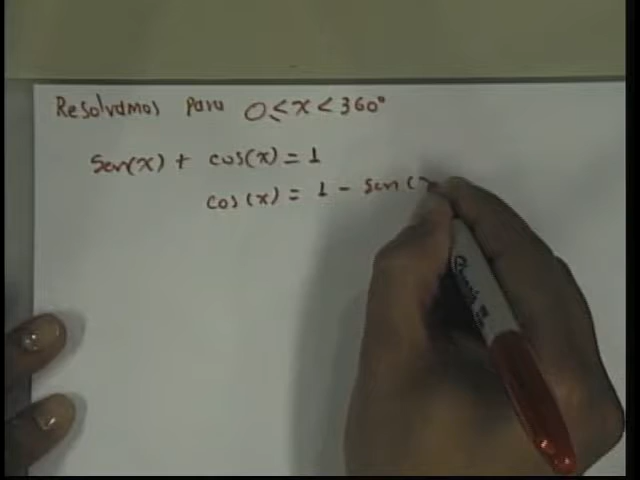 Resolvamos para 0 ≤ x < 360°
Sen(x) + cos(x) = 1
cos(x) = 1 - sen(x